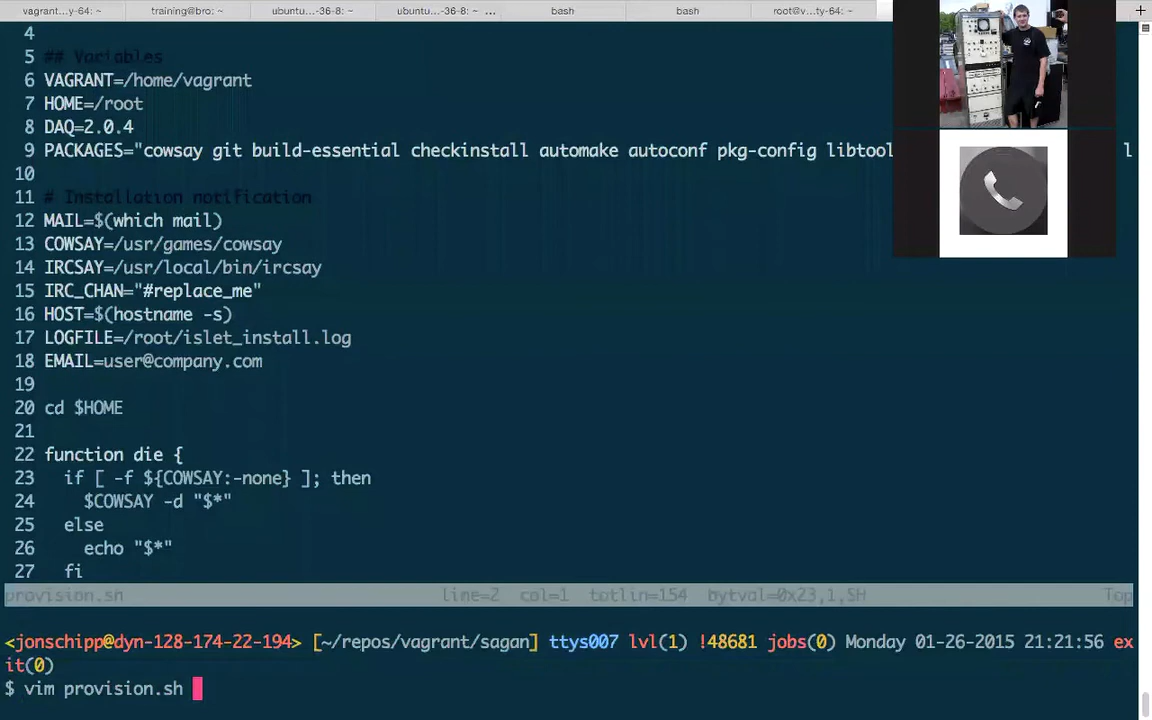 vagrant...y-64: ~
training@bro: ~
ubuntu...-36-8: ~
ubuntu...-36-8: ~ ...
bash
bash
root@v...ty-64: ~
4
5 ## Variables
6 VAGRANT=/home/vagrant
7 HOME=/root
8 DAQ=2.0.4
9 PACKAGES="cowsay git build-essential checkinstall automake autoconf pkg-config libtool l
10
11 # Installation notification
12 MAIL=$(which mail)
13 COWSAY=/usr/games/cowsay
14 IRCSAY=/usr/local/bin/ircsay
15 IRC_CHAN="#replace_me"
16 HOST=$(hostname -s)
17 LOGFILE=/root/islet_install.log
18 EMAIL=user@company.com
19
20 cd $HOME
21
22 function die {
23 if [ -f ${COWSAY:-none} ]; then
24 $COWSAY -d "$*"
25 else
26 echo "$*"
27 fi
provision.sh line=2 col=1 totlin=154 bytval=0x23,1,SH Top
<jonschipp@dyn-128-174-22-194> [~/repos/vagrant/sagan] ttys007 lvl(1) !48681 jobs(0) Monday 01-26-2015 21:21:56 ex
it(0)
$ vim provision.sh